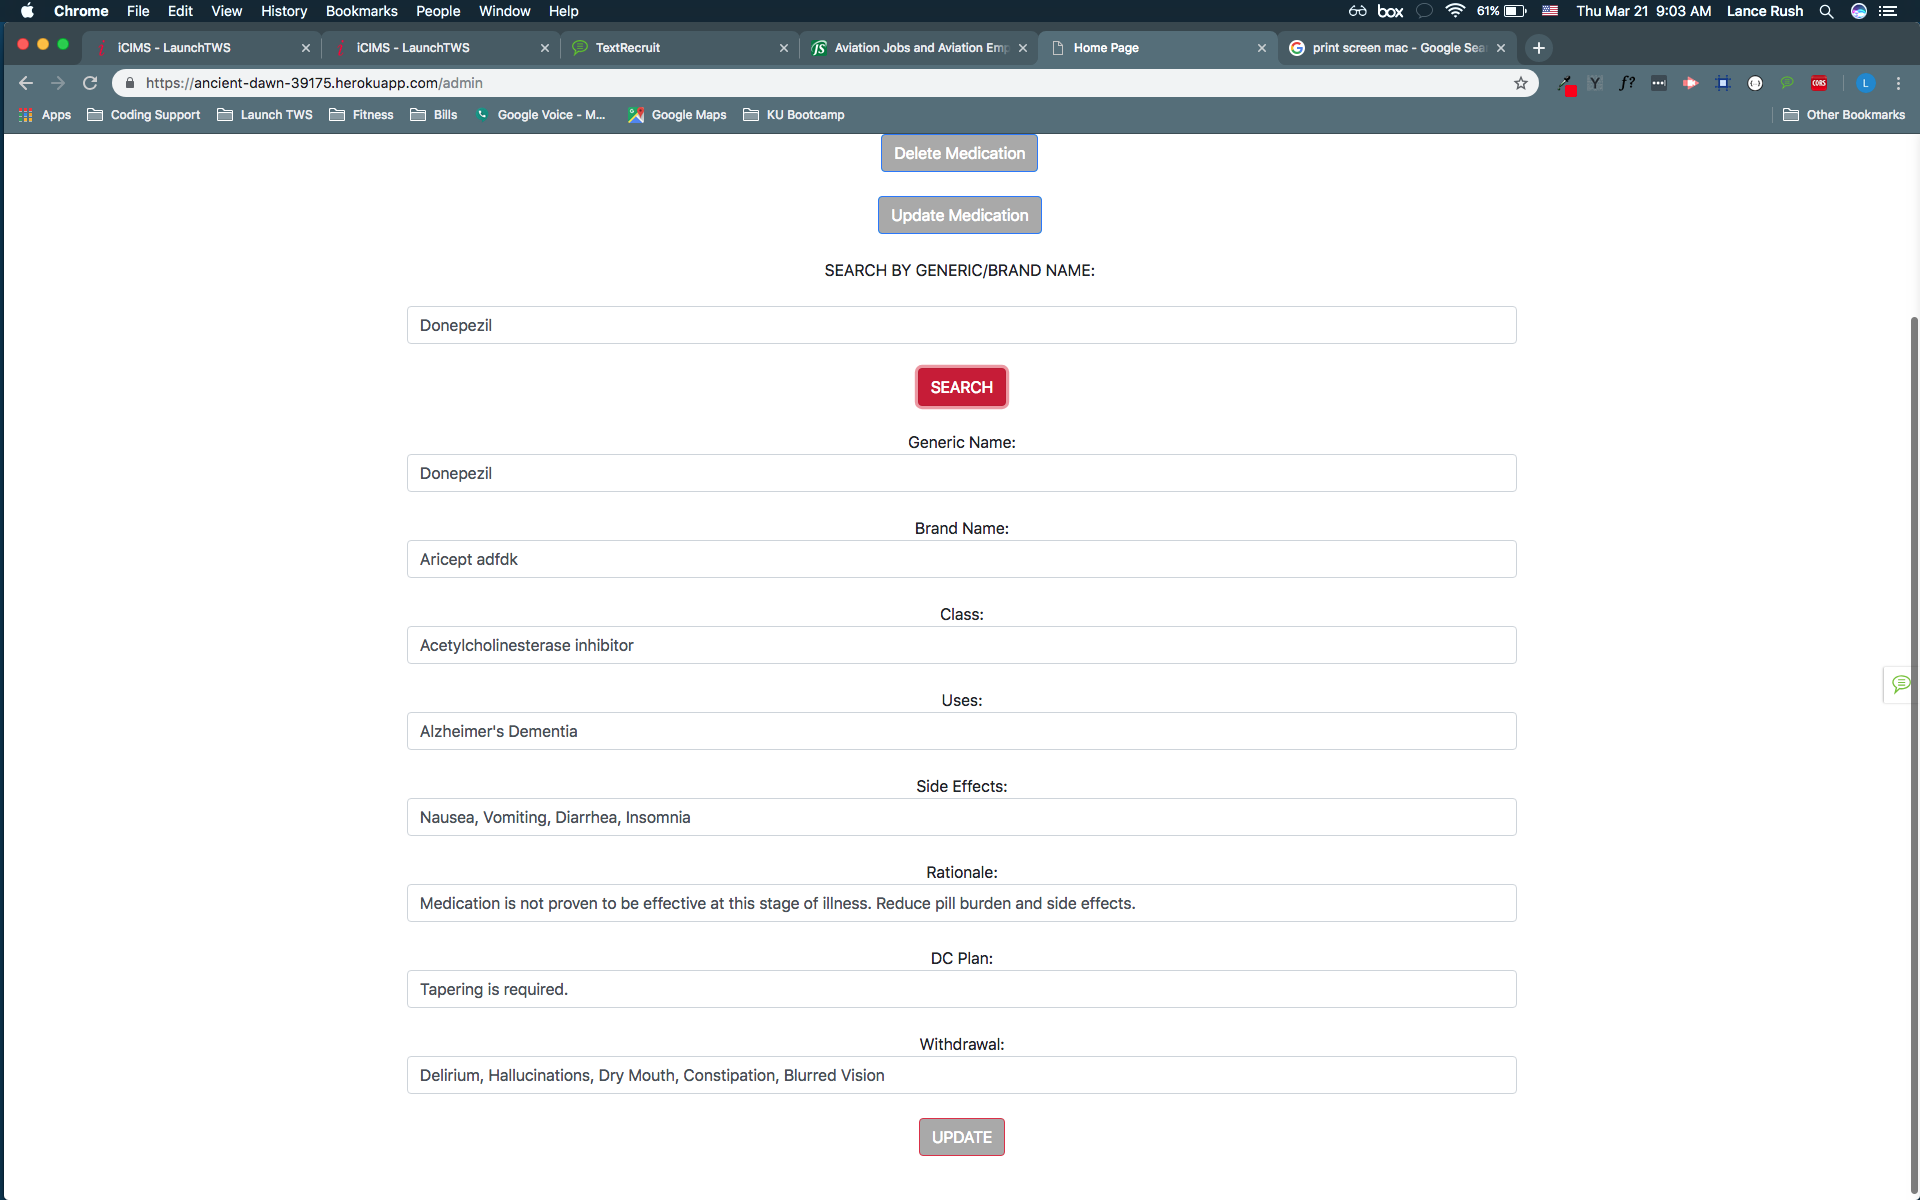 Chrome File Edit View History Bookmarks People Window Help box 61% Thu Mar 21 9:03 AM Lance Rush
iCIMS - LaunchTWS iCIMS - LaunchTWS TextRecruit Aviation Jobs and Aviation Emp Home Page print screen mac - Google Sea
https://ancient-dawn-39175.herokuapp.com/admin Y f? CORS L
Apps Coding Support Launch TWS Fitness Bills Google Voice - M... Google Maps KU Bootcamp Other Bookmarks
Delete Medication
Update Medication
SEARCH BY GENERIC/BRAND NAME:
Donepezil
SEARCH
Generic Name:
Donepezil
Brand Name:
Aricept adfdk
Class:
Acetylcholinesterase inhibitor
Uses:
Alzheimer's Dementia
Side Effects:
Nausea, Vomiting, Diarrhea, Insomnia
Rationale:
Medication is not proven to be effective at this stage of illness. Reduce pill burden and side effects.
DC Plan:
Tapering is required.
Withdrawal:
Delirium, Hallucinations, Dry Mouth, Constipation, Blurred Vision
UPDATE